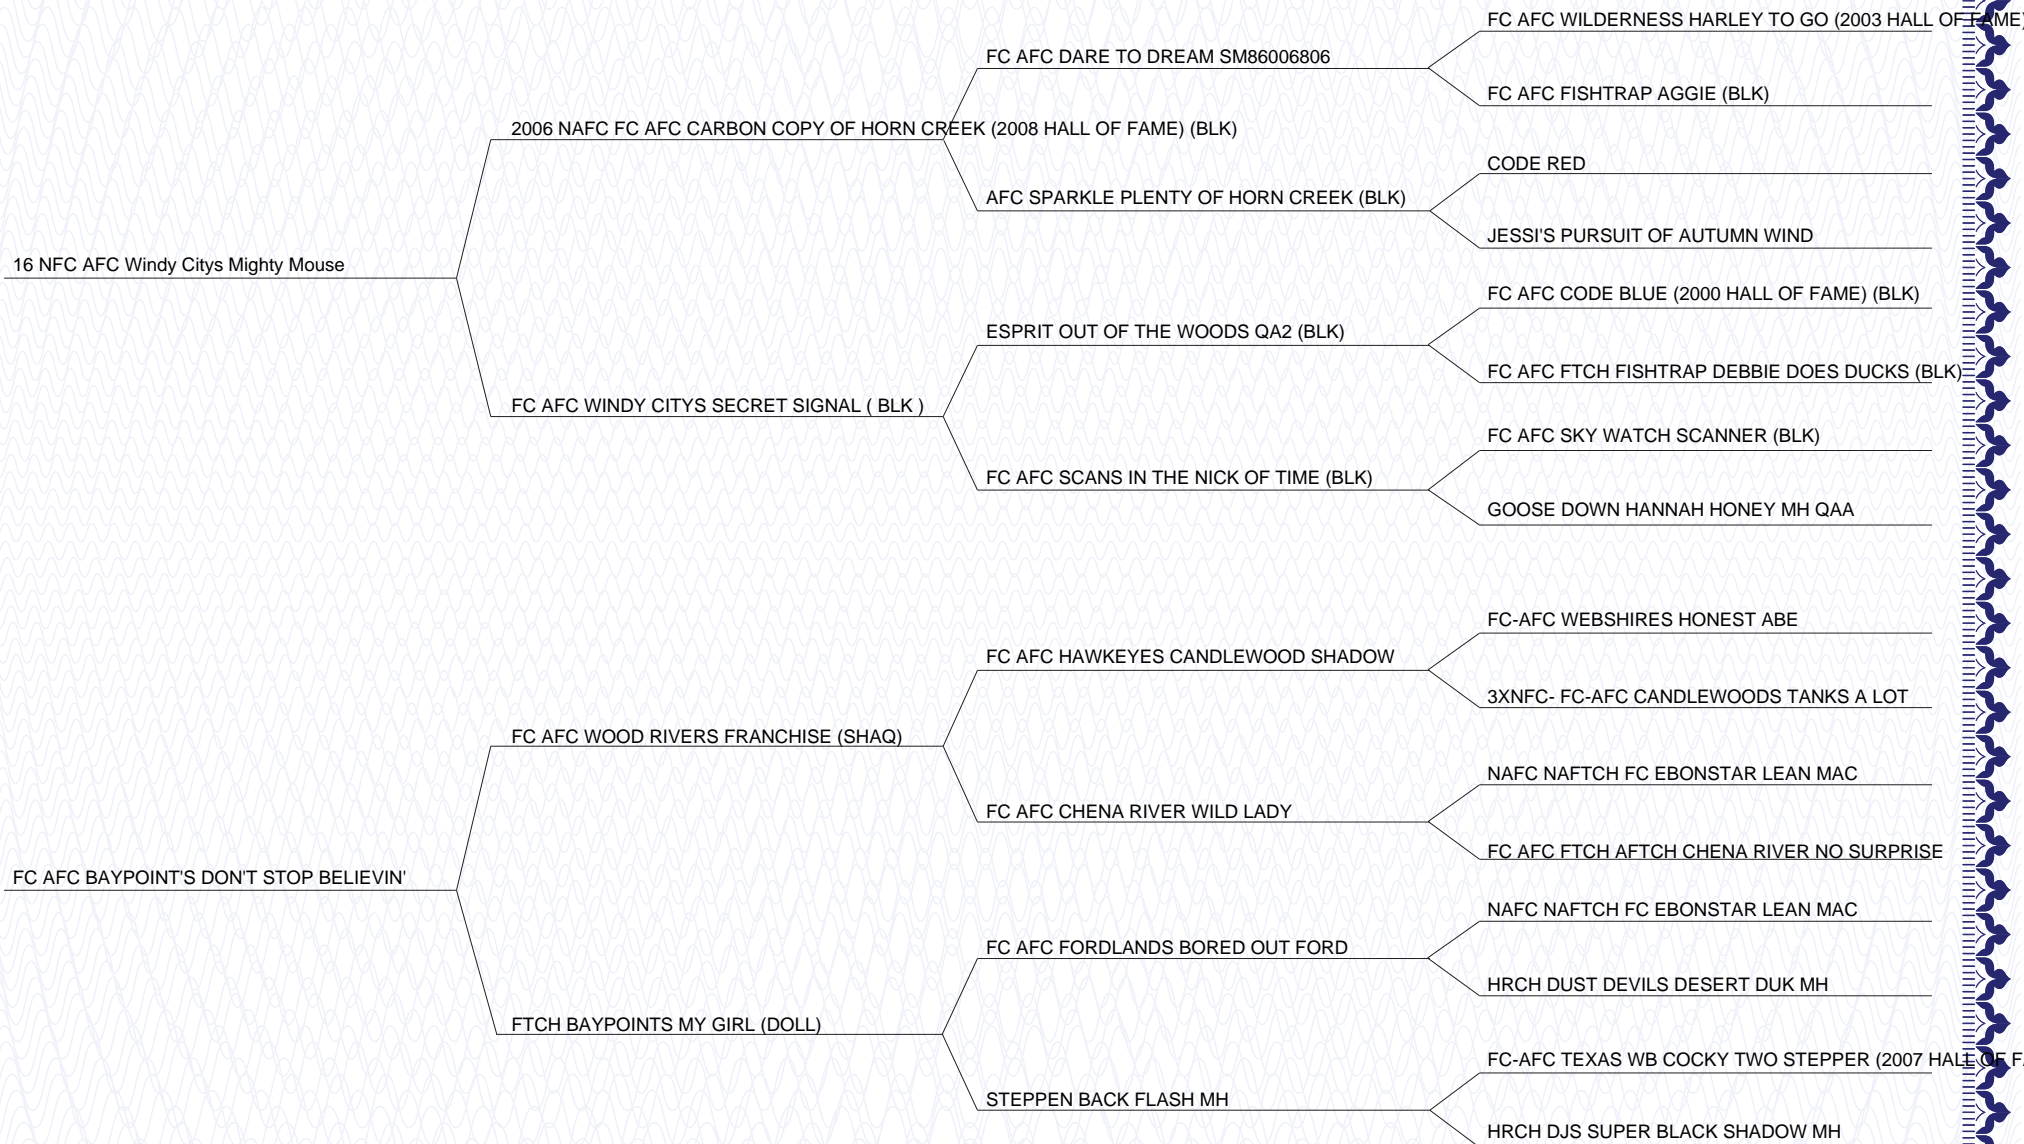 FC AFC WILDERNESS HARLEY TO GO (2003 HALL OF FAME)
FC AFC DARE TO DREAM SM86006806
FC AFC FISHTRAP AGGIE (BLK)
2006 NAFC FC AFC CARBON COPY OF HORN CREEK (2008 HALL OF FAME) (BLK)
CODE RED
AFC SPARKLE PLENTY OF HORN CREEK (BLK)
JESSI'S PURSUIT OF AUTUMN WIND
16 NFC AFC Windy Citys Mighty Mouse
FC AFC CODE BLUE (2000 HALL OF FAME) (BLK)
ESPRIT OUT OF THE WOODS QA2 (BLK)
FC AFC FTCH FISHTRAP DEBBIE DOES DUCKS (BLK)
FC AFC WINDY CITYS SECRET SIGNAL ( BLK )
FC AFC SKY WATCH SCANNER (BLK)
FC AFC SCANS IN THE NICK OF TIME (BLK)
GOOSE DOWN HANNAH HONEY MH QAA
FC-AFC WEBSHIRES HONEST ABE
FC AFC HAWKEYES CANDLEWOOD SHADOW
3XNFC- FC-AFC CANDLEWOODS TANKS A LOT
FC AFC WOOD RIVERS FRANCHISE (SHAQ)
NAFC NAFTCH FC EBONSTAR LEAN MAC
FC AFC CHENA RIVER WILD LADY
FC AFC FTCH AFTCH CHENA RIVER NO SURPRISE
FC AFC BAYPOINT'S DON'T STOP BELIEVIN'
NAFC NAFTCH FC EBONSTAR LEAN MAC
FC AFC FORDLANDS BORED OUT FORD
HRCH DUST DEVILS DESERT DUK MH
FTCH BAYPOINTS MY GIRL (DOLL)
FC-AFC TEXAS WB COCKY TWO STEPPER (2007 HALL OF
STEPPEN BACK FLASH MH
HRCH DJS SUPER BLACK SHADOW MH